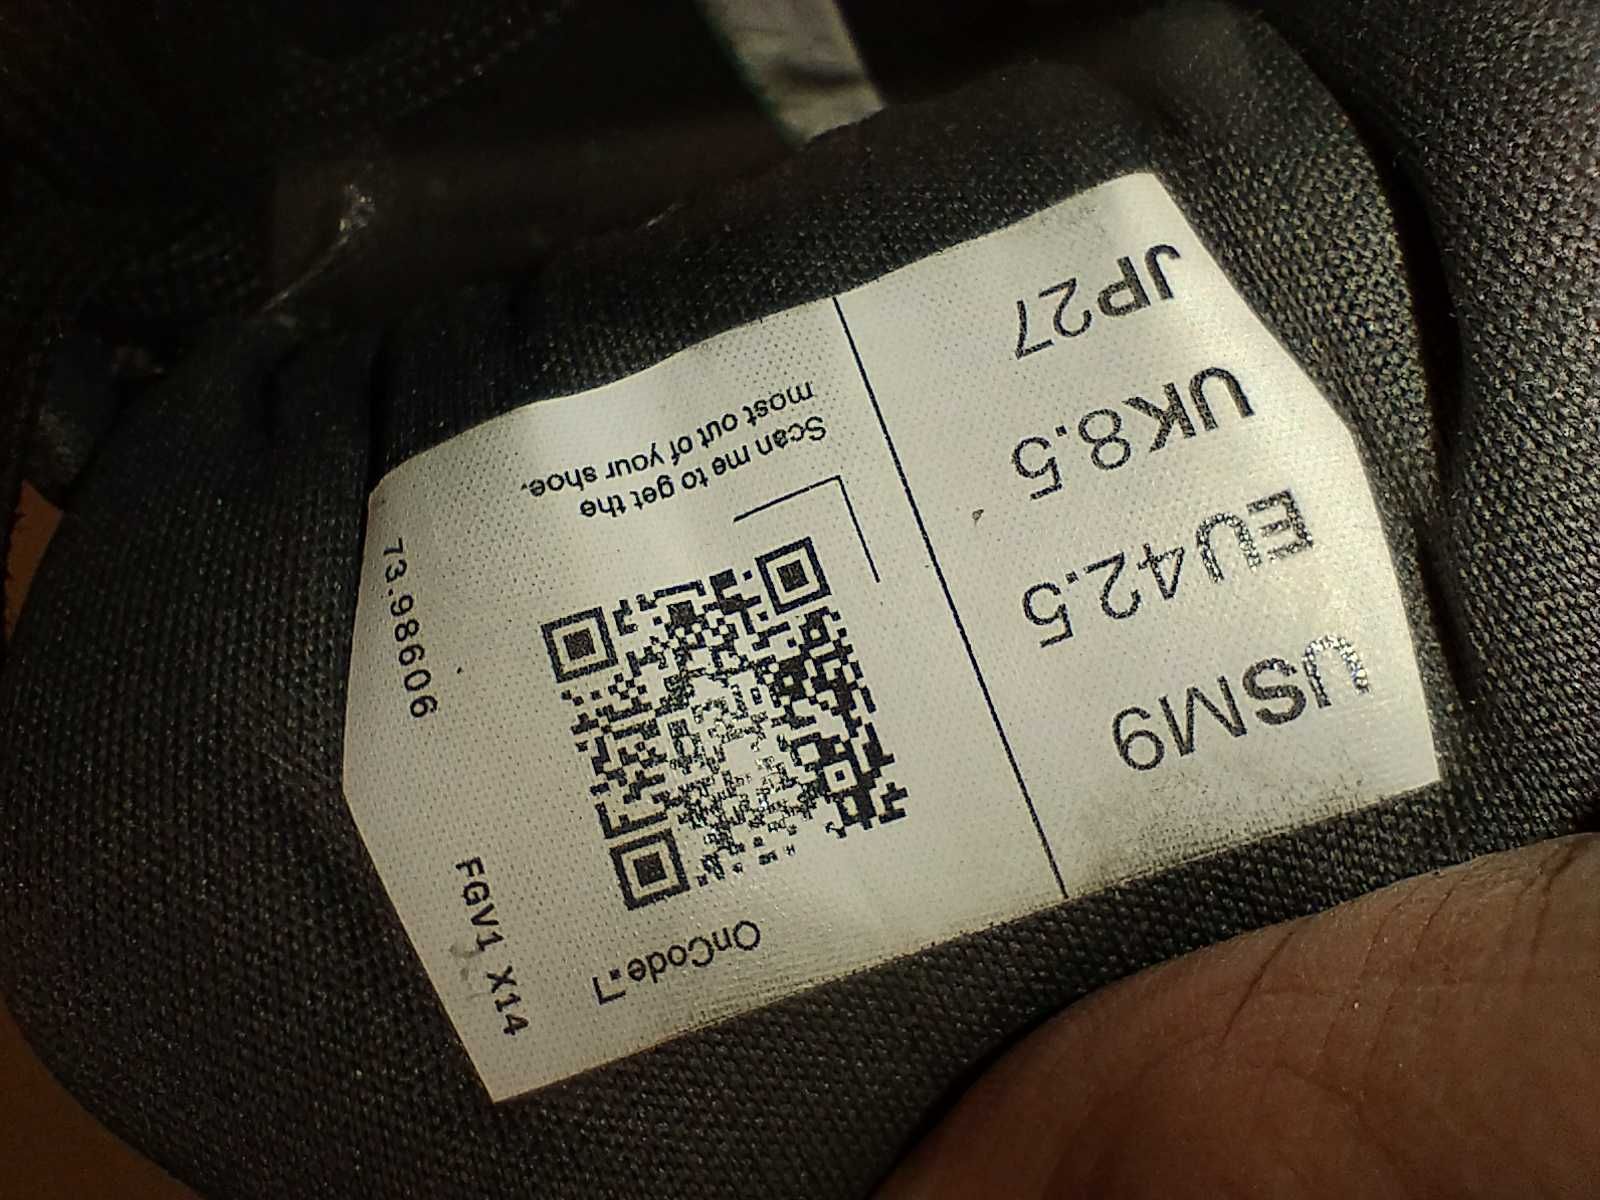 USM9
EU42.5
UK8.5
JP27
OnCode:
Scan me to get the
most out of your shoe.
73.98606
FGV1 X14